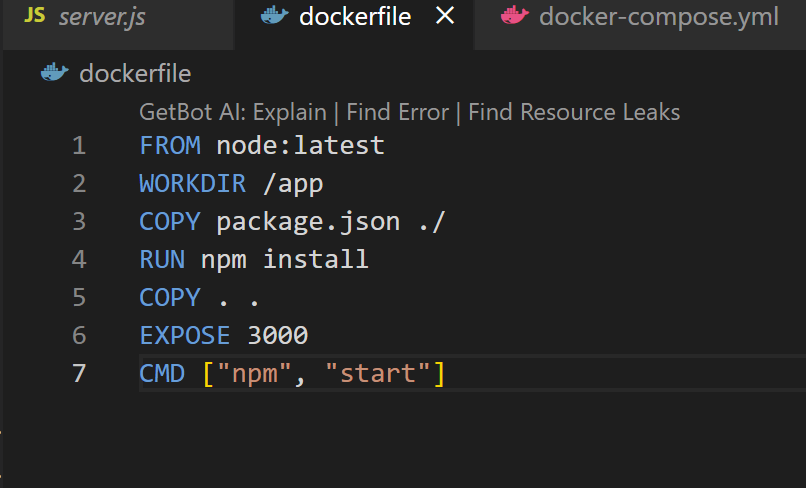 JS server.js dockerfile × docker-compose.yml
dockerfile
GetBot AI: Explain | Find Error | Find Resource Leaks
1 FROM node:latest
2 WORKDIR /app
3 COPY package.json ./
4 RUN npm install
5 COPY . .
6 EXPOSE 3000
7 CMD ["npm", "start"]